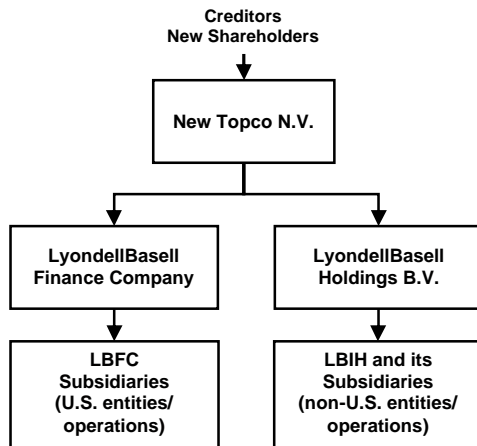 Creditors
New Shareholders
New Topco N.V.
LyondellBasell
Finance Company
LyondellBasell
Holdings B.V.
LBFC
Subsidiaries
(U.S. entities/
operations)
LBIH and its
Subsidiaries
(non-U.S. entities/
operations)